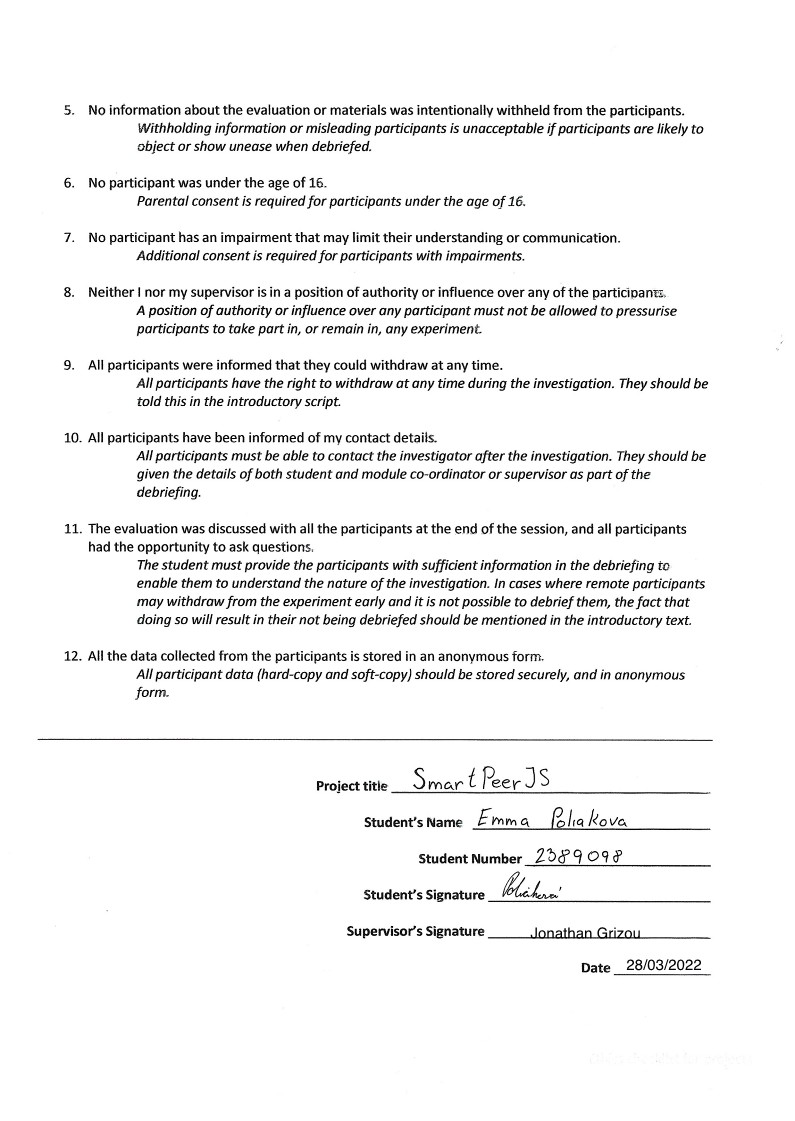 5. No information about the evaluation or materials was intentionally withheld from the participants.
Withholding information or misleading participants is unacceptable if participants are likely to
object or show unease when debriefed.
6. No participant was under the age of 16.
Parental consent is required for participants under the age of 16.
7. No participant has an impairment that may limit their understanding or communication.
Additional consent is required for participants with impairments.
8. Neither I nor my supervisor is in a position of authority or influence over any of the participants.
A position of authority or influence over any participant must not be allowed to pressurise
participants to take part in, or remain in, any experiment.
9. All participants were informed that they could withdraw at any time.
All participants have the right to withdraw at any time during the investigation. They should be
told this in the introductory script.
10. All participants have been informed of my contact details.
All participants must be able to contact the investigator after the investigation. They should be
given the details of both student and module co-ordinator or supervisor as part of the
debriefing.
11. The evaluation was discussed with all the participants at the end of the session, and all participants
had the opportunity to ask questions.
The student must provide the participants with sufficient information in the debriefing to
enable them to understand the nature of the investigation. In cases where remote participants
may withdraw from the experiment early and it is not possible to debrief them, the fact that
doing so will result in their not being debriefed should be mentioned in the introductory text.
12. All the data collected from the participants is stored in an anonymous form.
All participant data (hard-copy and soft-copy) should be stored securely, and in anonymous
form.
Project title SmartPeerJS
Student's Name Emma Poliakova
Student Number 2389098
Student's Signature Poliaková
Supervisor's Signature Jonathan Grizou
Date 28/03/2022